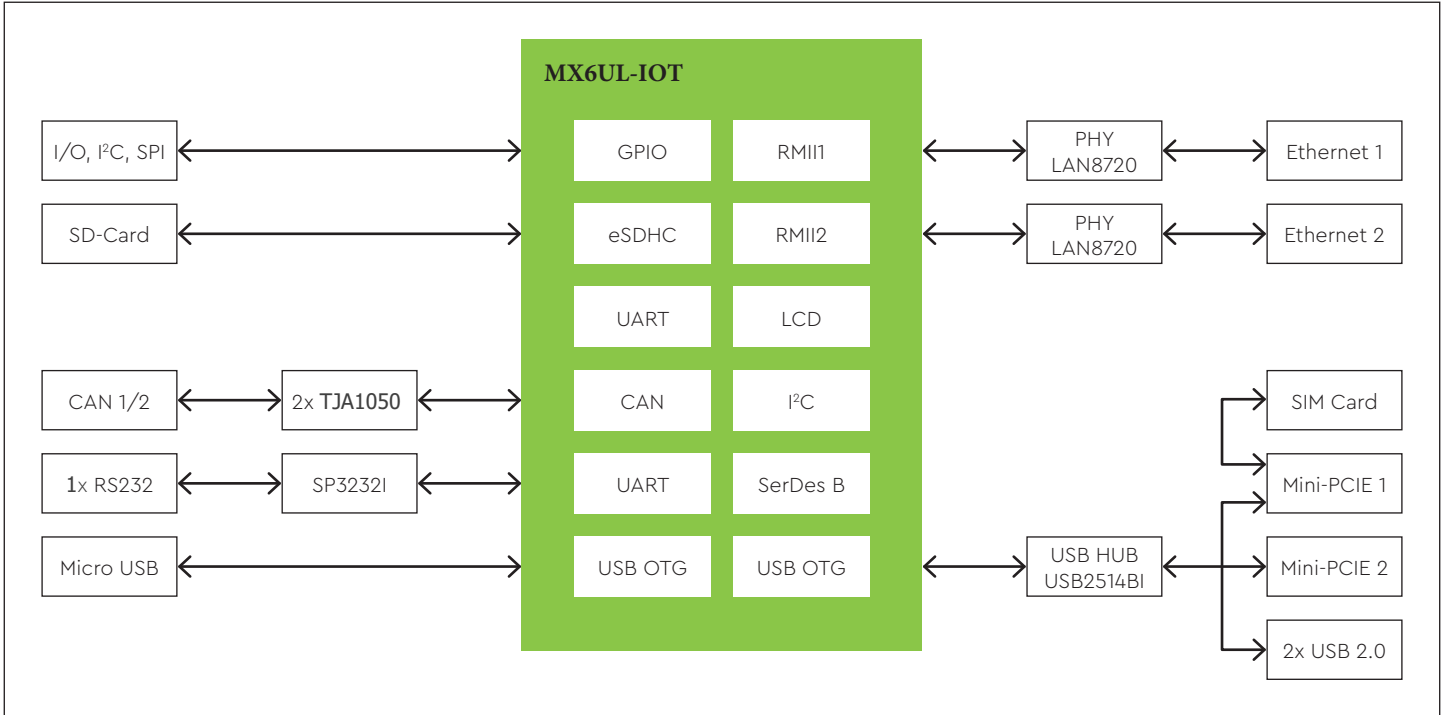 MX6UL-IOT
I/O, I²C, SPI
GPIO
RMII1
PHY
LAN8720
Ethernet 1
SD-Card
eSDHC
RMII2
PHY
LAN8720
Ethernet 2
UART
LCD
CAN 1/2
2x TJA1050
CAN
I²C
SIM Card
1x RS232
SP3232I
UART
SerDes B
Mini-PCIE 1
Micro USB
USB OTG
USB OTG
USB HUB
USB2514BI
Mini-PCIE 2
2x USB 2.0